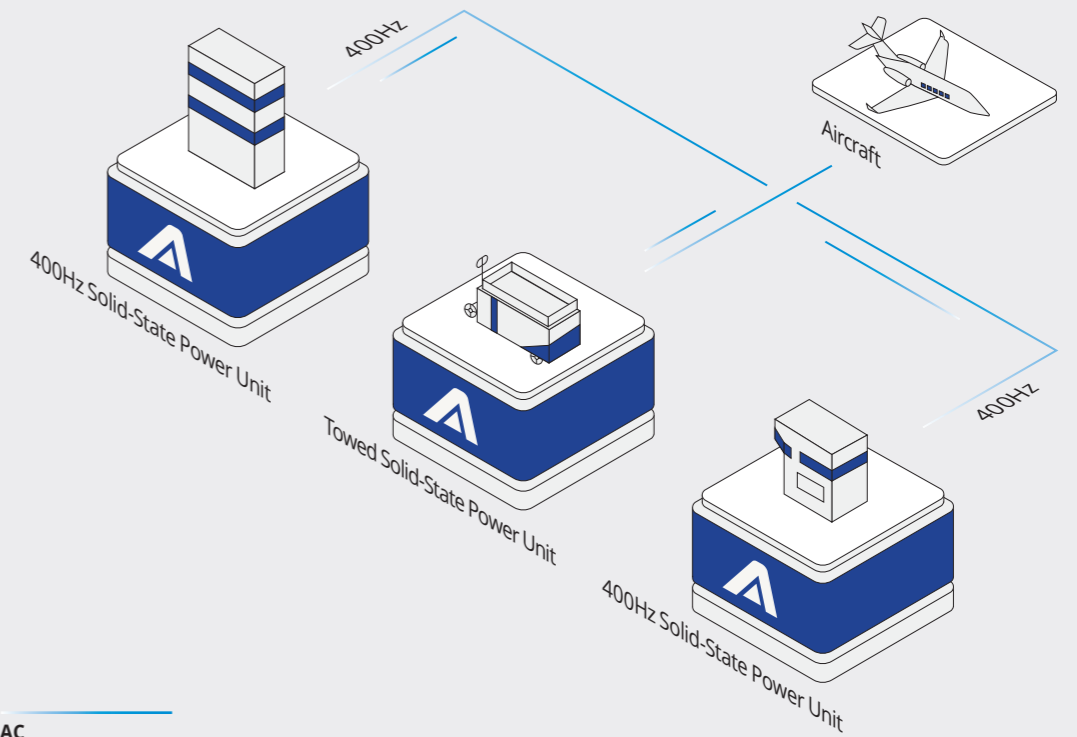 400Hz
Aircraft
400Hz Solid-State Power Unit
Towed Solid-State Power Unit
400Hz
400Hz Solid-State Power Unit
AC